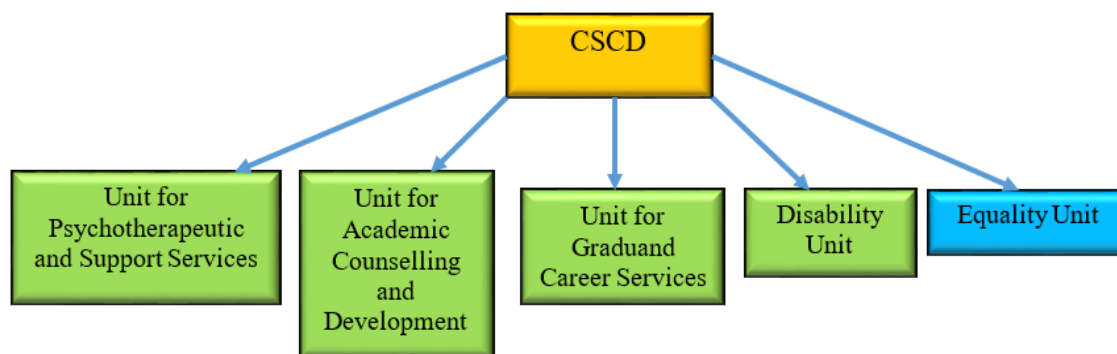 CSCD
Unit for
Psychotherapeutic
and Support Services
Unit for
Academic
Counselling
and
Development
Unit for
Graduand
Career Services
Disability
Unit
Equality Unit